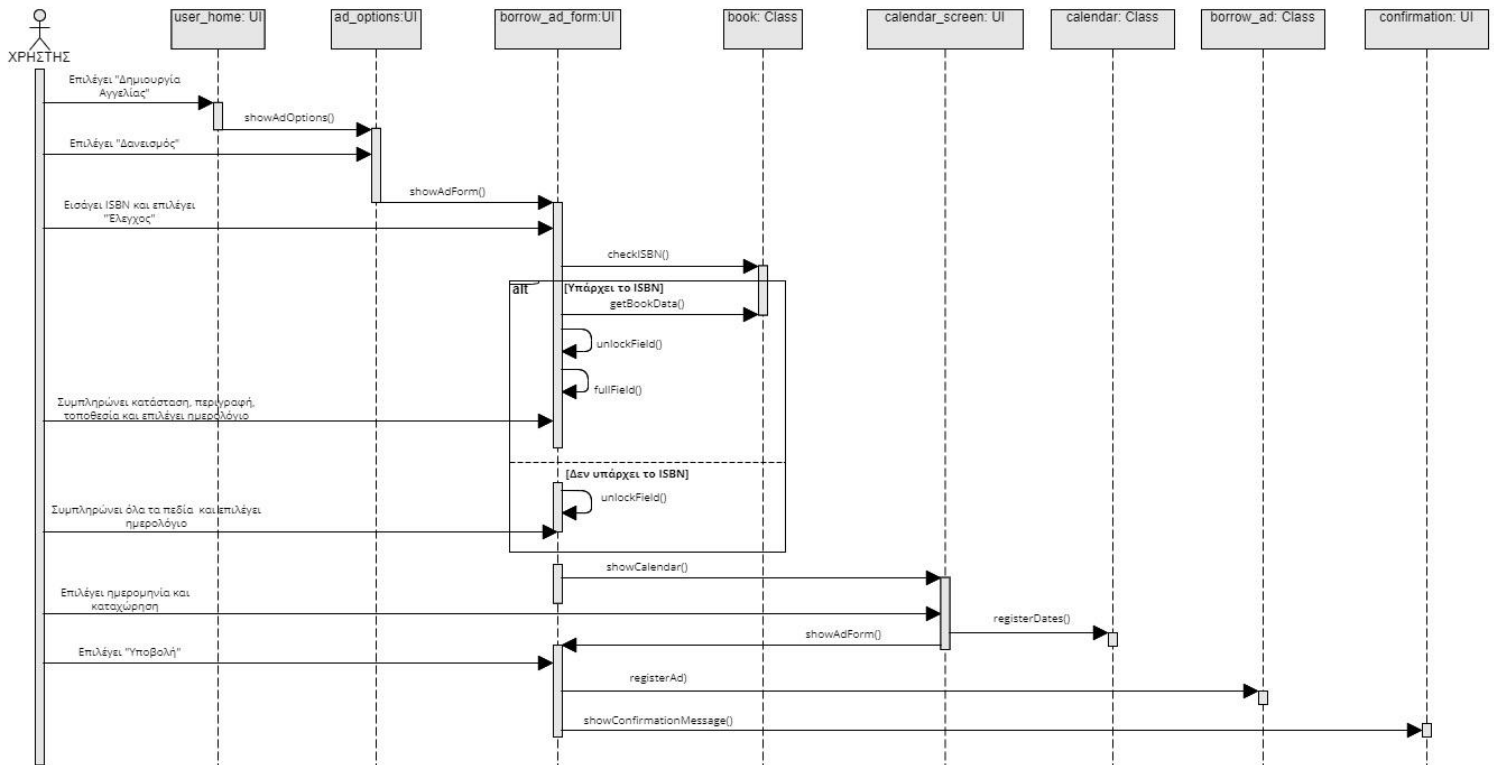 user_home: UI
ad_options:UI
borrow_ad_form:UI
book: Class
calendar_screen: UI
calendar: Class
borrow_ad: Class
confirmation: UI
ΧΡΗΣΤΗΣ
Επιλέγει "Δημιουργία
Αγγελίας"
showAdOptions()
Επιλέγει "Δανεισμός"
showAdForm()
Εισάγει ISBN και επιλέγει
"Έλεγχος"
checkISBN()
alt
[Υπάρχει το ISBN]
getBookData()
unlockField()
fullField()
Συμπληρώνει κατάσταση, περιγραφή,
τοποθεσία και επιλέγει ημερολόγιο
[Δεν υπάρχει το ISBN]
unlockField()
Συμπληρώνει όλα τα πεδία και επιλέγει
ημερολόγιο
showCalendar()
Επιλέγει ημερομηνία και
καταχώρηση
registerDates()
showAdForm()
Επιλέγει "Υποβολή"
registerAd)
showConfirmationMessage()